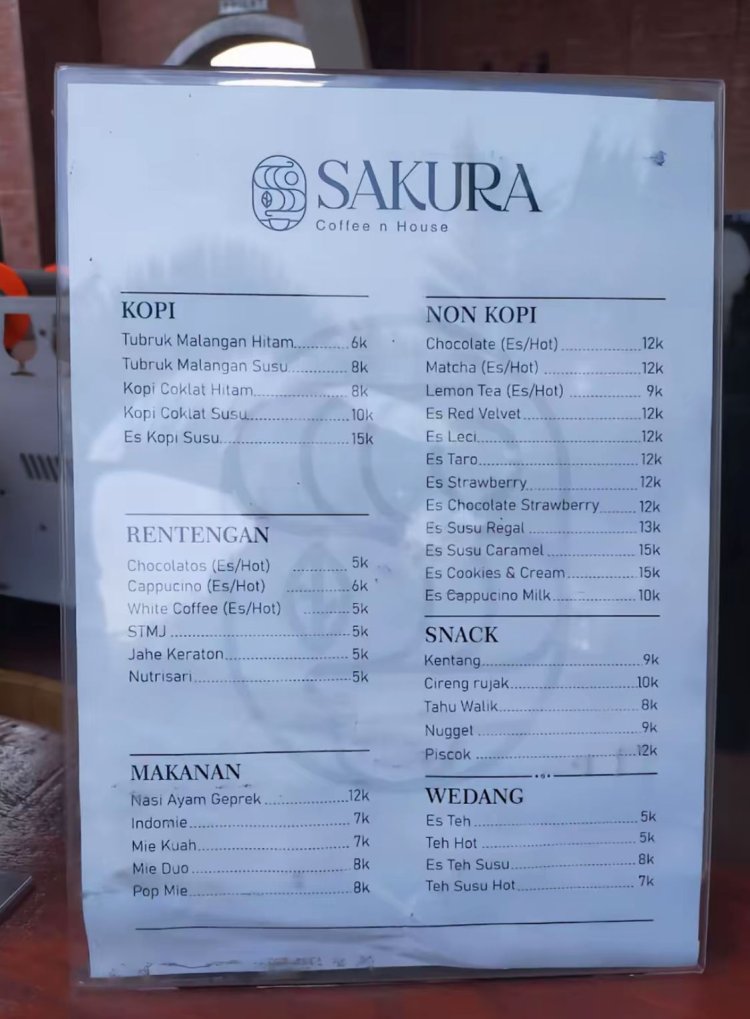 SAKURA
Coffee n House
KOPI
Tubruk Malangan Hitam 6k
Tubruk Malangan Susu 8k
Kopi Coklat Hitam 8k
Kopi Coklat Susu 10k
Es Kopi Susu 15k
RENTENGAN
Chocolatos (Es/Hot) 5k
Cappucino (Es/Hot) 6k
White Coffee (Es/Hot) 5k
STMJ 5k
Jahe Keraton 5k
Nutrisari 5k
MAKANAN
Nasi Ayam Geprek 12k
Indomie 7k
Mie Kuah 7k
Mie Duo 8k
Pop Mie 8k
NON KOPI
Chocolate (Es/Hot) 12k
Matcha (Es/Hot) 12k
Lemon Tea (Es/Hot) 9k
Es Red Velvet 12k
Es Leci 12k
Es Taro 12k
Es Strawberry 12k
Es Chocolate Strawberry 12k
Es Susu Regal 13k
Es Susu Caramel 15k
Es Cookies & Cream 15k
Es Cappucino Milk 10k
SNACK
Kentang 9k
Cireng rujak 10k
Tahu Walik 8k
Nugget 9k
Piscok 12k
WEDANG
Es Teh 5k
Teh Hot 5k
Es Teh Susu 8k
Teh Susu Hot 7k